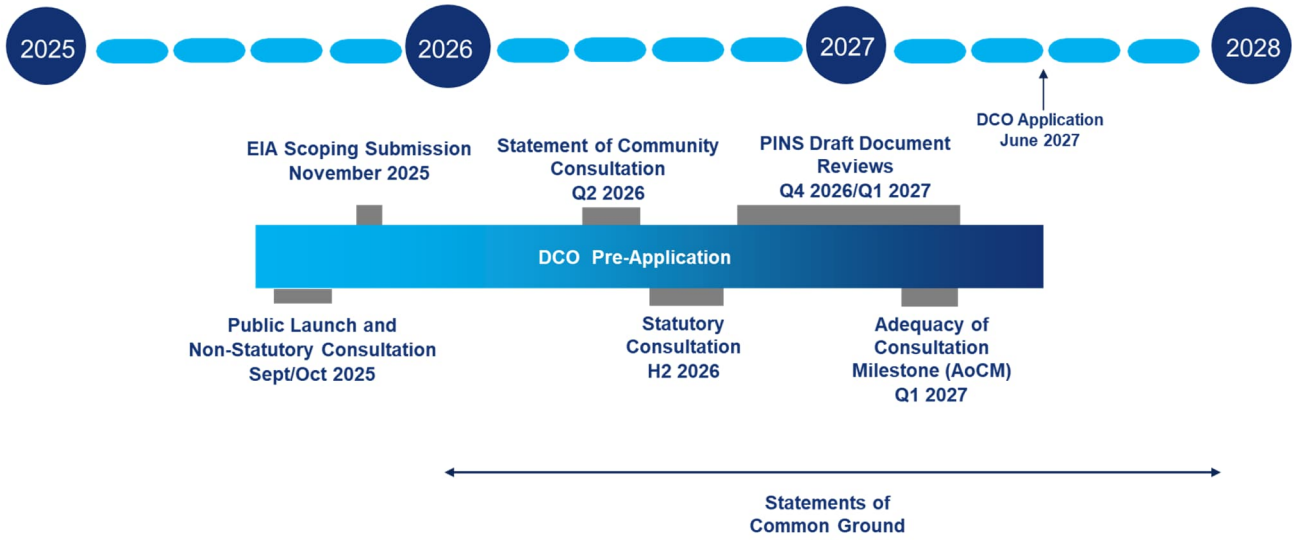 2025
2026
2027
2028
DCO Application
June 2027
EIA Scoping Submission
November 2025
Statement of Community
Consultation
Q2 2026
PINS Draft Document
Reviews
Q4 2026/Q1 2027
DCO Pre-Application
Public Launch and
Non-Statutory Consultation
Sept/Oct 2025
Statutory
Consultation
H2 2026
Adequacy of
Consultation
Milestone (AoCM)
Q1 2027
Statements of
Common Ground